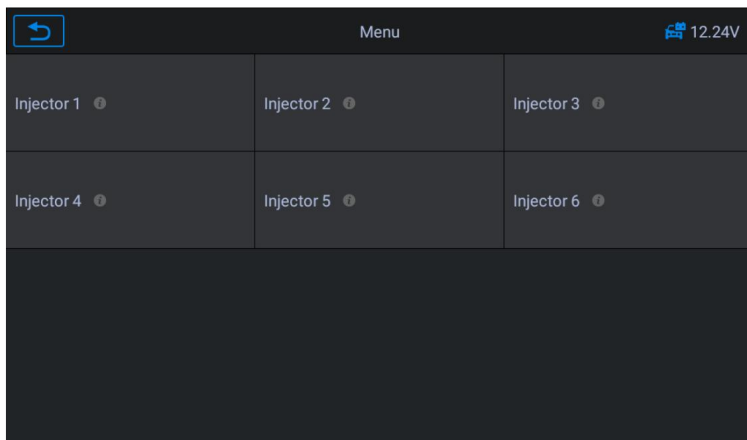 Menu
12.24V
Injector 1
Injector 2
Injector 3
Injector 4
Injector 5
Injector 6